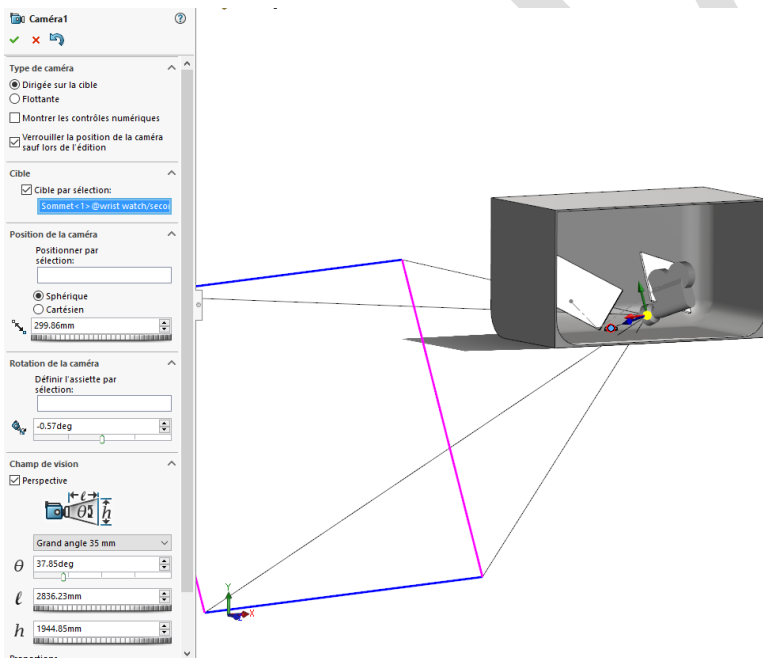 Caméra1
Type de caméra
Dirigée sur la cible
Flottante
Montrer les contrôles numériques
Verrouiller la position de la caméra
sauf lors de l'édition
Cible
Cible par sélection:
Sommet<1>@wrist watch/secon
Position de la caméra
Positionner par
sélection:
Sphérique
Cartésien
299.86mm
Rotation de la caméra
Définir l'assiette par
sélection:
-0.57deg
Champ de vision
Perspective
ℓ
θ
h
Grand angle 35 mm
θ 37.85deg
ℓ 2836.23mm
h 1944.85mm
Y
X